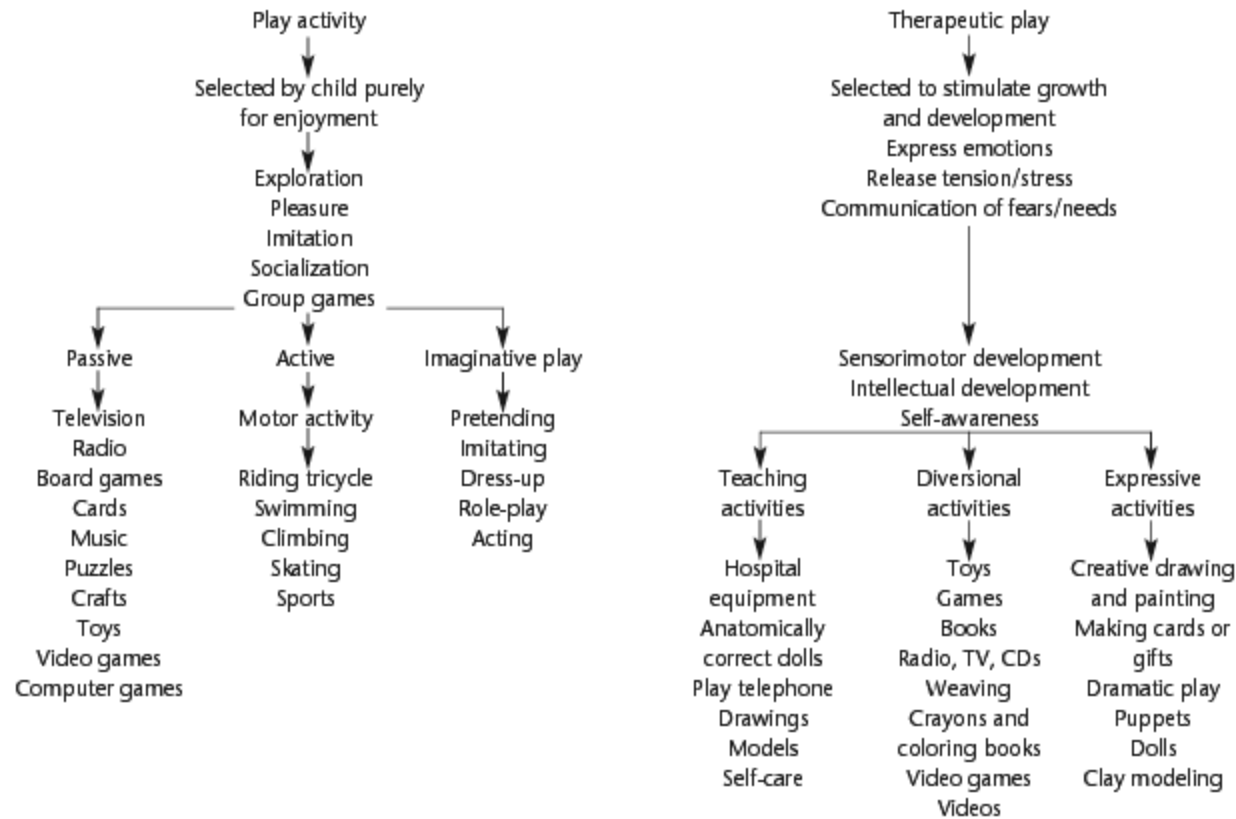 Play activity
Selected by child purely
for enjoyment
Exploration
Pleasure
Imitation
Socialization
Group games
Passive
Television
Radio
Board games
Cards
Music
Puzzles
Crafts
Toys
Video games
Computer games
Active
Motor activity
Riding tricycle
Swimming
Climbing
Skating
Sports
Imaginative play
Pretending
Imitating
Dress-up
Role-play
Acting
Therapeutic play
Selected to stimulate growth
and development
Express emotions
Release tension/stress
Communication of fears/needs
Sensorimotor development
Intellectual development
Self-awareness
Teaching
activities
Hospital
equipment
Anatomically
correct dolls
Play telephone
Drawings
Models
Self-care
Diversional
activities
Toys
Games
Books
Radio, TV, CDs
Weaving
Crayons and
coloring books
Video games
Videos
Expressive
activities
Creative drawing
and painting
Making cards or
gifts
Dramatic play
Puppets
Dolls
Clay modeling